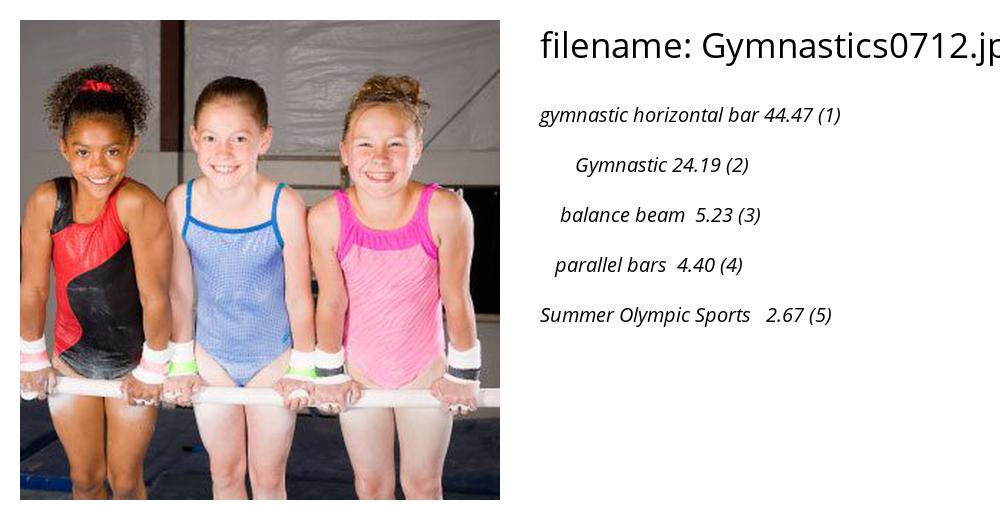 filename: Gymnastics0712.jp
gymnastic horizontal bar 44.47 (1)
Gymnastic 24.19 (2)
balance beam 5.23 (3)
parallel bars 4.40 (4)
Summer Olympic Sports 2.67 (5)